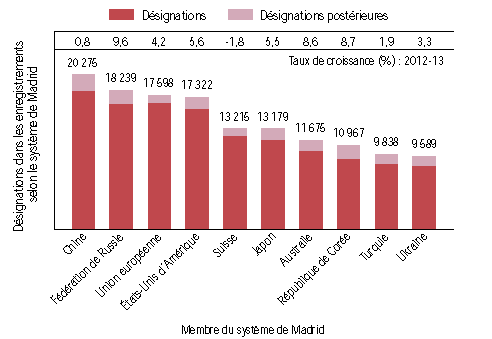 Désignations Désignations postérieures
0,8 9,6 4,2 5,6 -1,8 5,5 8,6 8,7 1,9 3,3
Taux de croissance (%) : 2012-13
20 275 18 239 17 598 17 322 13 215 13 179 11 675 10 967 9 838 9 589
Désignations dans les enregistrements
selon le système de Madrid
Chine
Fédération de Russie
Union européenne
États-Unis d'Amérique
Suisse
Japon
Australie
République de Corée
Turquie
Ukraine
Membre du système de Madrid